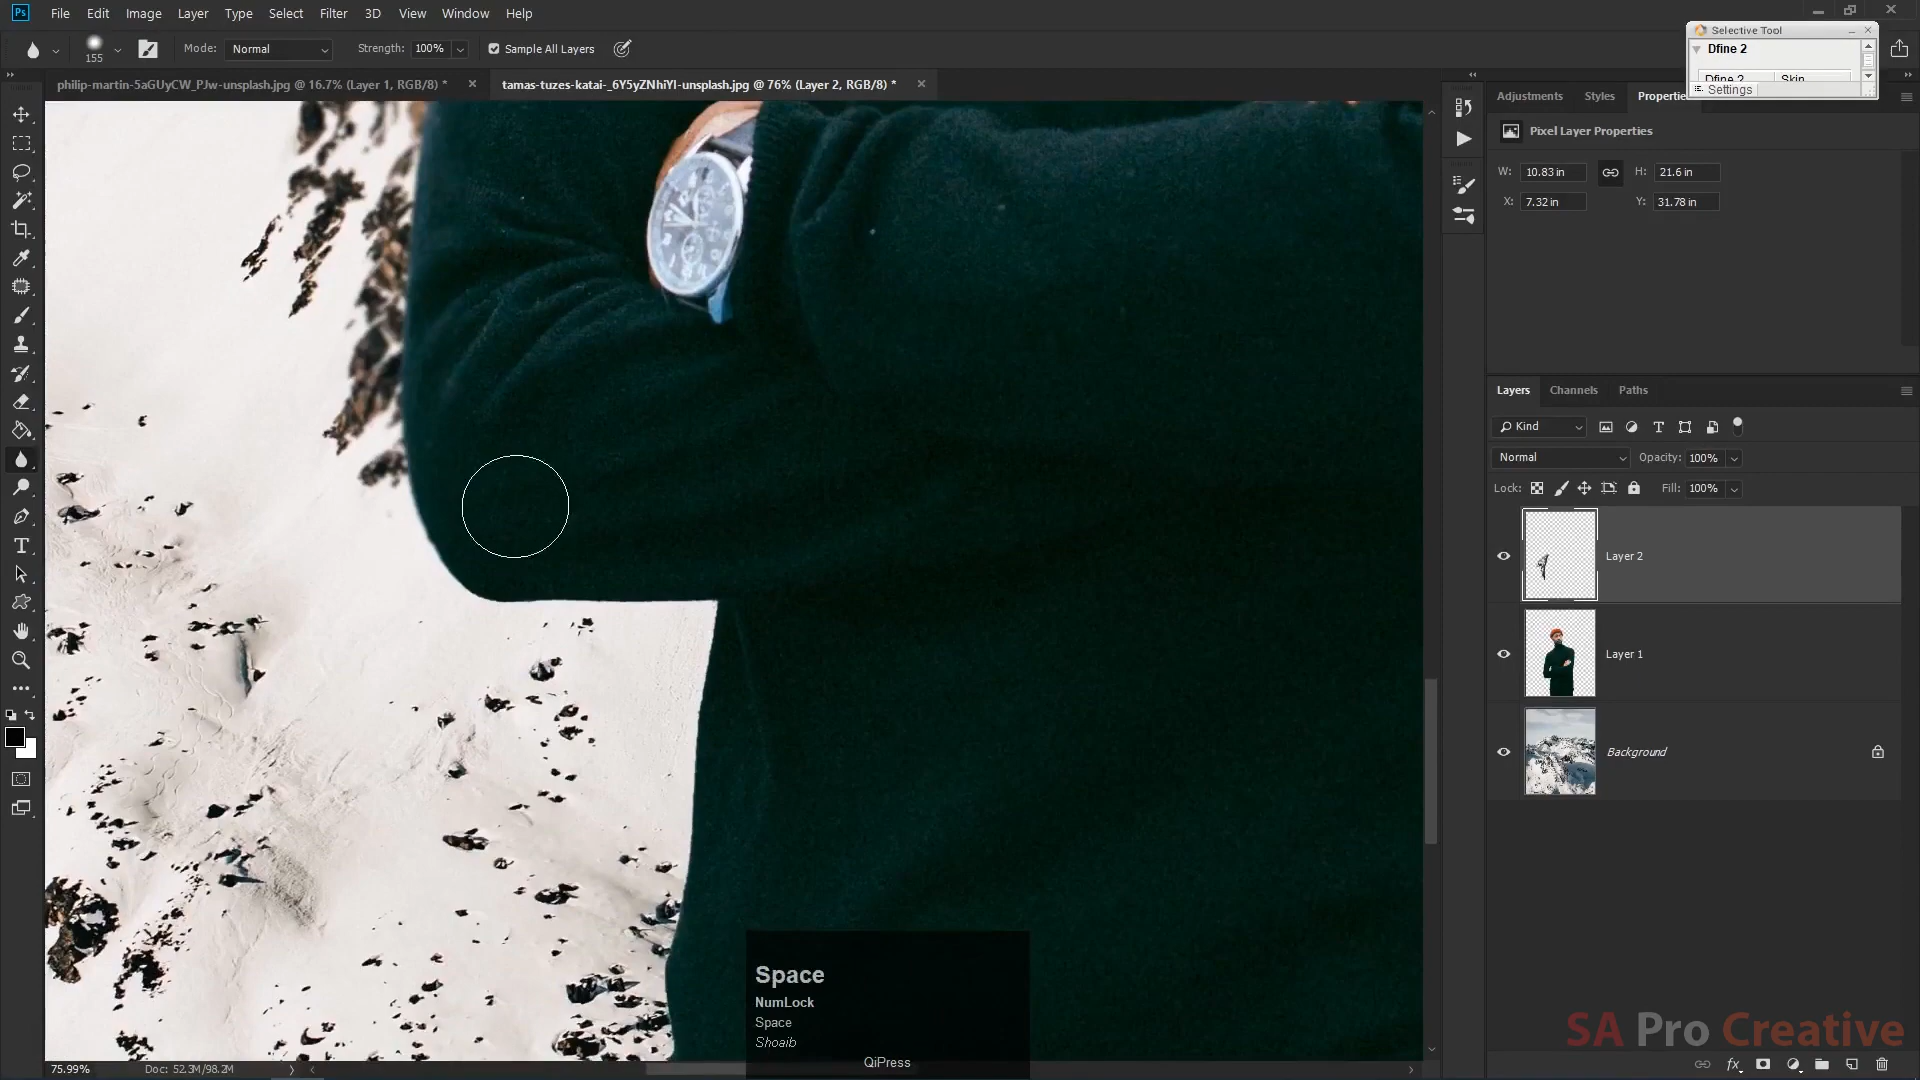 Ps File Edit Image Layer Type Select Filter 3D View Window Help
Selective Tool
Dfine 2
Dfine 2 Skin
Settings
155 Mode: Normal Strength: 100% Sample All Layers
philip-martin-5aGUyCW_PJw-unsplash.jpg @ 16.7% (Layer 1, RGB/8) *
tamas-tuzes-katai-_6Y5yZNhiYI-unsplash.jpg @ 76% (Layer 2, RGB/8) *
Adjustments Styles Propertie
Pixel Layer Properties
W: 10.83 in H: 21.6 in
X: 7.32 in Y: 31.78 in
Layers Channels Paths
Kind
Normal Opacity: 100%
Lock: Fill: 100%
Layer 2
Layer 1
Background
Space
NumLock
Space
Shoaib
QiPress
SA Pro Creative
75.99% Doc: 52.3M/98.2M